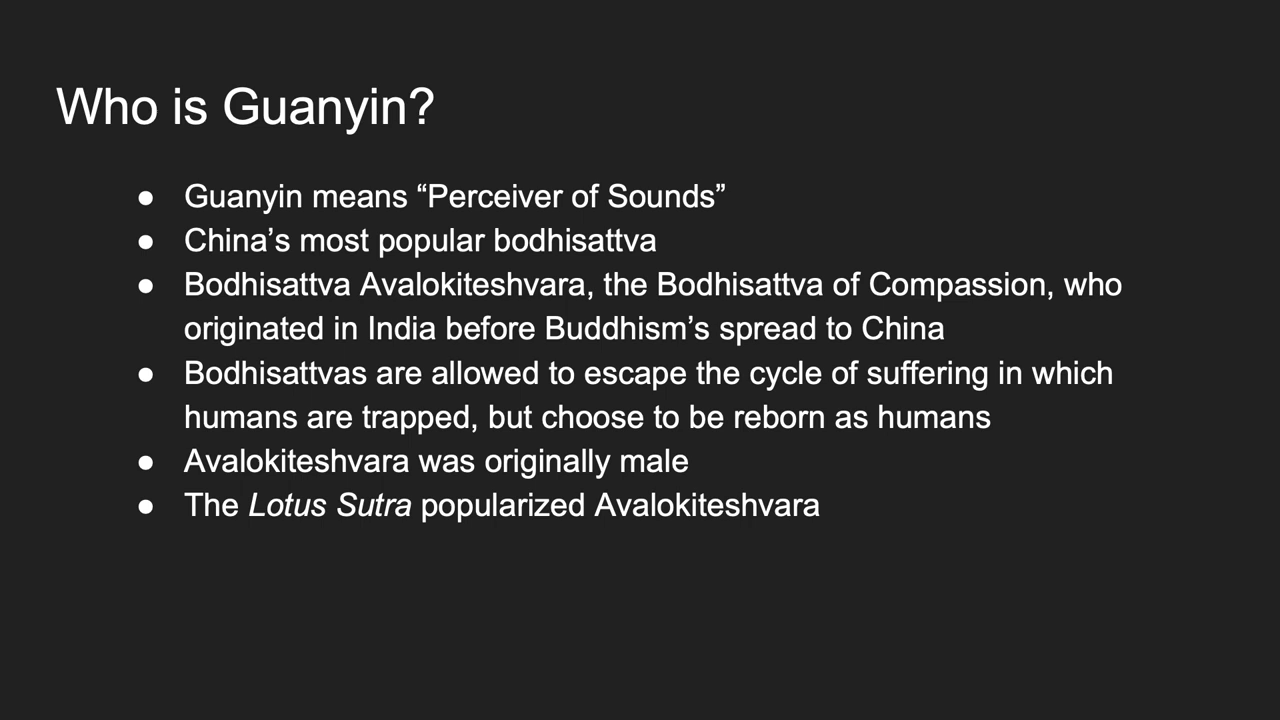 Who is Guanyin?
● Guanyin means “Perceiver of Sounds”
● China’s most popular bodhisattva
● Bodhisattva Avalokiteshvara, the Bodhisattva of Compassion, who
originated in India before Buddhism’s spread to China
● Bodhisattvas are allowed to escape the cycle of suffering in which
humans are trapped, but choose to be reborn as humans
● Avalokiteshvara was originally male
● The Lotus Sutra popularized Avalokiteshvara